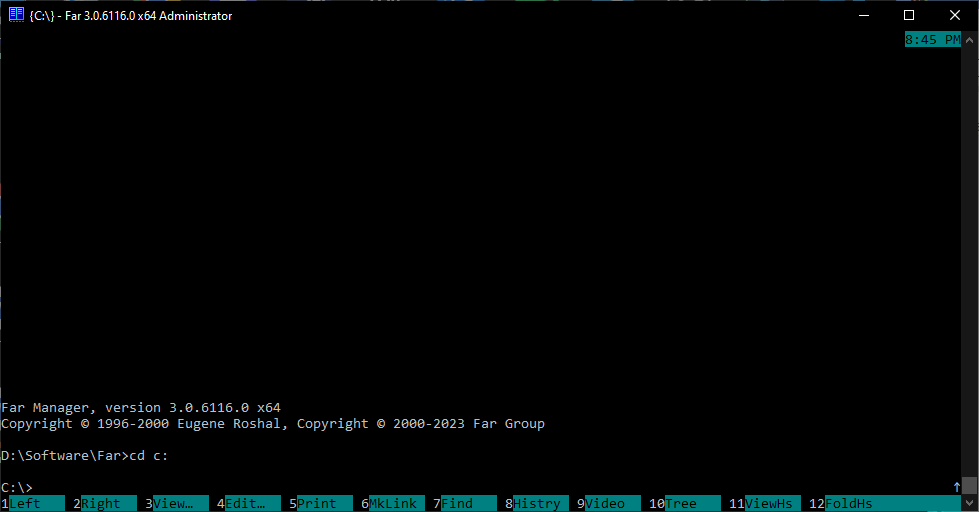 {C:\} - Far 3.0.6116.0 x64 Administrator
8:45 PM
Far Manager, version 3.0.6116.0 x64
Copyright © 1996-2000 Eugene Roshal, Copyright © 2000-2023 Far Group
D:\Software\Far>cd c:
C:\>
1Left 2Right 3View… 4Edit… 5Print 6MkLink 7Find 8Histry 9Video 10Tree 11ViewHs 12FoldHs